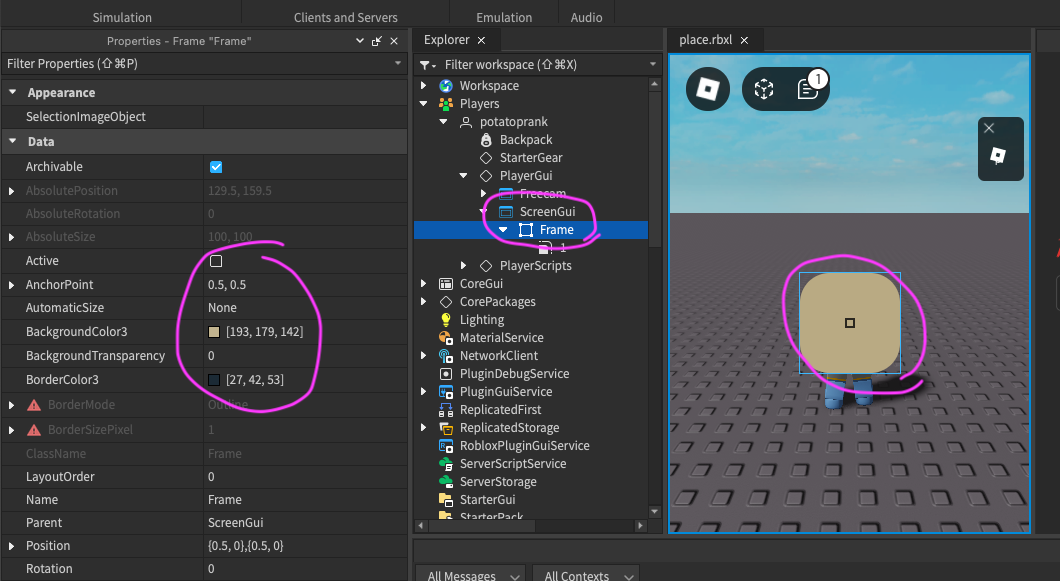 Simulation
Clients and Servers
Emulation
Audio
Properties - Frame "Frame"
Filter Properties (⇧⌘P)
Appearance
SelectionImageObject
Data
Archivable
AbsolutePosition 129.5, 159.5
AbsoluteRotation 0
AbsoluteSize 100, 100
Active
AnchorPoint 0.5, 0.5
AutomaticSize None
BackgroundColor3 [193, 179, 142]
BackgroundTransparency 0
BorderColor3 [27, 42, 53]
BorderMode Outline
BorderSizePixel 1
ClassName Frame
LayoutOrder 0
Name Frame
Parent ScreenGui
Position {0.5, 0},{0.5, 0}
Rotation 0
Explorer
Filter workspace (⇧⌘X)
Workspace
Players
potatoprank
Backpack
StarterGear
PlayerGui
Freecam
ScreenGui
Frame
1
PlayerScripts
CoreGui
CorePackages
Lighting
MaterialService
NetworkClient
PluginDebugService
PluginGuiService
ReplicatedFirst
ReplicatedStorage
RobloxPluginGuiService
ServerScriptService
ServerStorage
StarterGui
StarterPack
place.rbxl
1
All Messages
All Contexts